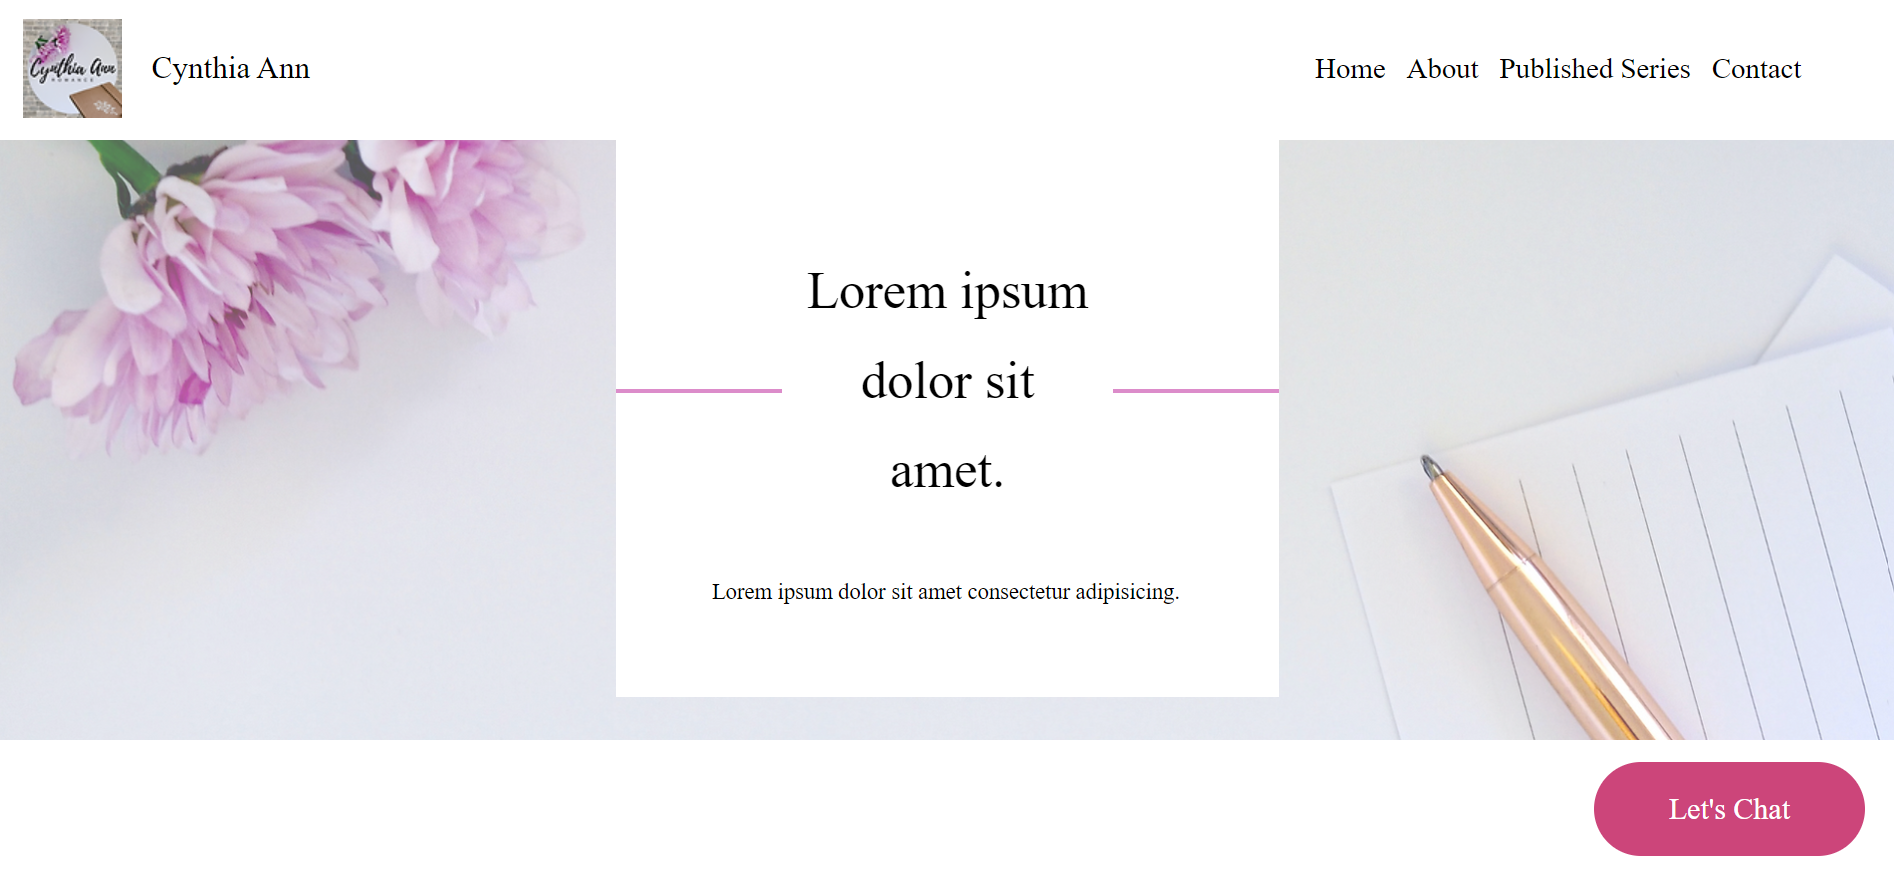 Cynthia Ann
ROMANCE
Cynthia Ann
Home About Published Series Contact
Lorem ipsum
dolor sit
amet.
Lorem ipsum dolor sit amet consectetur adipisicing.
Let's Chat